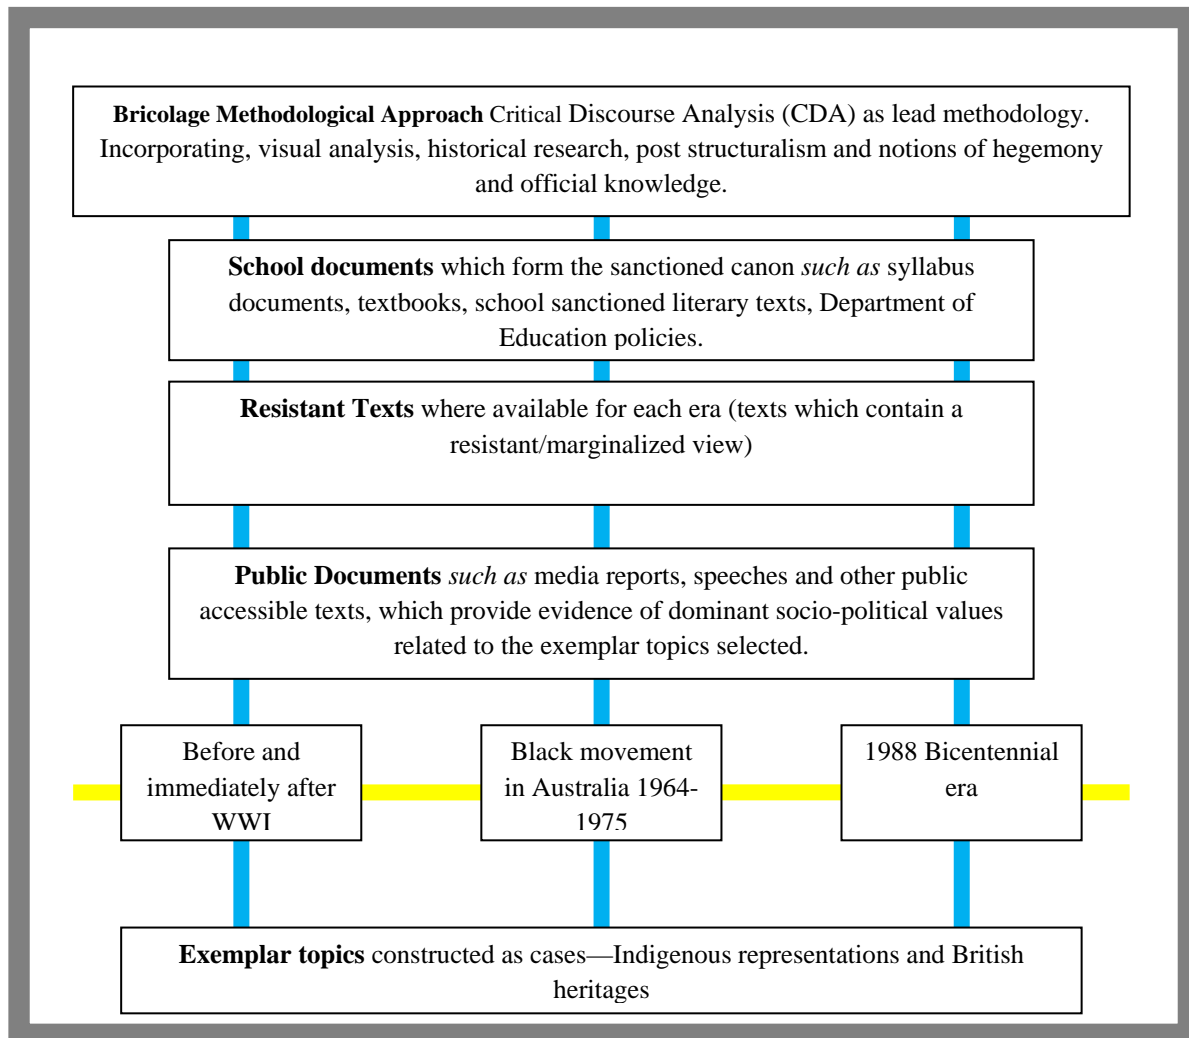 Bricolage Methodological Approach Critical Discourse Analysis (CDA) as lead methodology.
Incorporating, visual analysis, historical research, post structuralism and notions of hegemony
and official knowledge.
School documents which form the sanctioned canon such as syllabus
documents, textbooks, school sanctioned literary texts, Department of
Education policies.
Resistant Texts where available for each era (texts which contain a
resistant/marginalized view)
Public Documents such as media reports, speeches and other public
accessible texts, which provide evidence of dominant socio-political values
related to the exemplar topics selected.
Before and
immediately after
WWI
Black movement
in Australia 1964-
1975
1988 Bicentennial
era
Exemplar topics constructed as cases—Indigenous representations and British
heritages